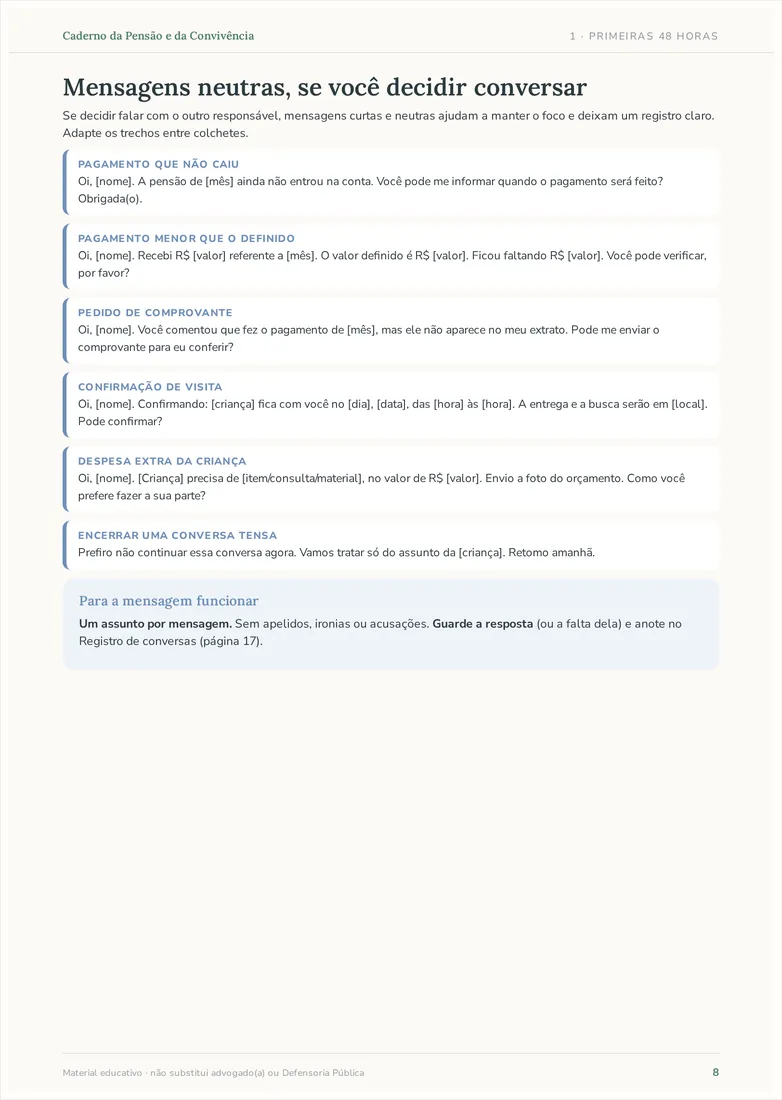 Caderno da Pensão e da Convivência
1 · PRIMEIRAS 48 HORAS
Mensagens neutras, se você decidir conversar
Se decidir falar com o outro responsável, mensagens curtas e neutras ajudam a manter o foco e deixam um registro claro.
Adapte os trechos entre colchetes.
PAGAMENTO QUE NÃO CAIU
Oi, [nome]. A pensão de [mês] ainda não entrou na conta. Você pode me informar quando o pagamento será feito?
Obrigada(o).
PAGAMENTO MENOR QUE O DEFINIDO
Oi, [nome]. Recebi R$ [valor] referente a [mês]. O valor definido é R$ [valor]. Ficou faltando R$ [valor]. Você pode verificar,
por favor?
PEDIDO DE COMPROVANTE
Oi, [nome]. Você comentou que fez o pagamento de [mês], mas ele não aparece no meu extrato. Pode me enviar o
comprovante para eu conferir?
CONFIRMAÇÃO DE VISITA
Oi, [nome]. Confirmando: [criança] fica com você no [dia], [data], das [hora] às [hora]. A entrega e a busca serão em [local].
Pode confirmar?
DESPESA EXTRA DA CRIANÇA
Oi, [nome]. [Criança] precisa de [item/consulta/material], no valor de R$ [valor]. Envio a foto do orçamento. Como você
prefere fazer a sua parte?
ENCERRAR UMA CONVERSA TENSA
Prefiro não continuar essa conversa agora. Vamos tratar só do assunto da [criança]. Retomo amanhã.
Para a mensagem funcionar
Um assunto por mensagem. Sem apelidos, ironias ou acusações. Guarde a resposta (ou a falta dela) e anote no
Registro de conversas (página 17).
Material educativo · não substitui advogado(a) ou Defensoria Pública
8